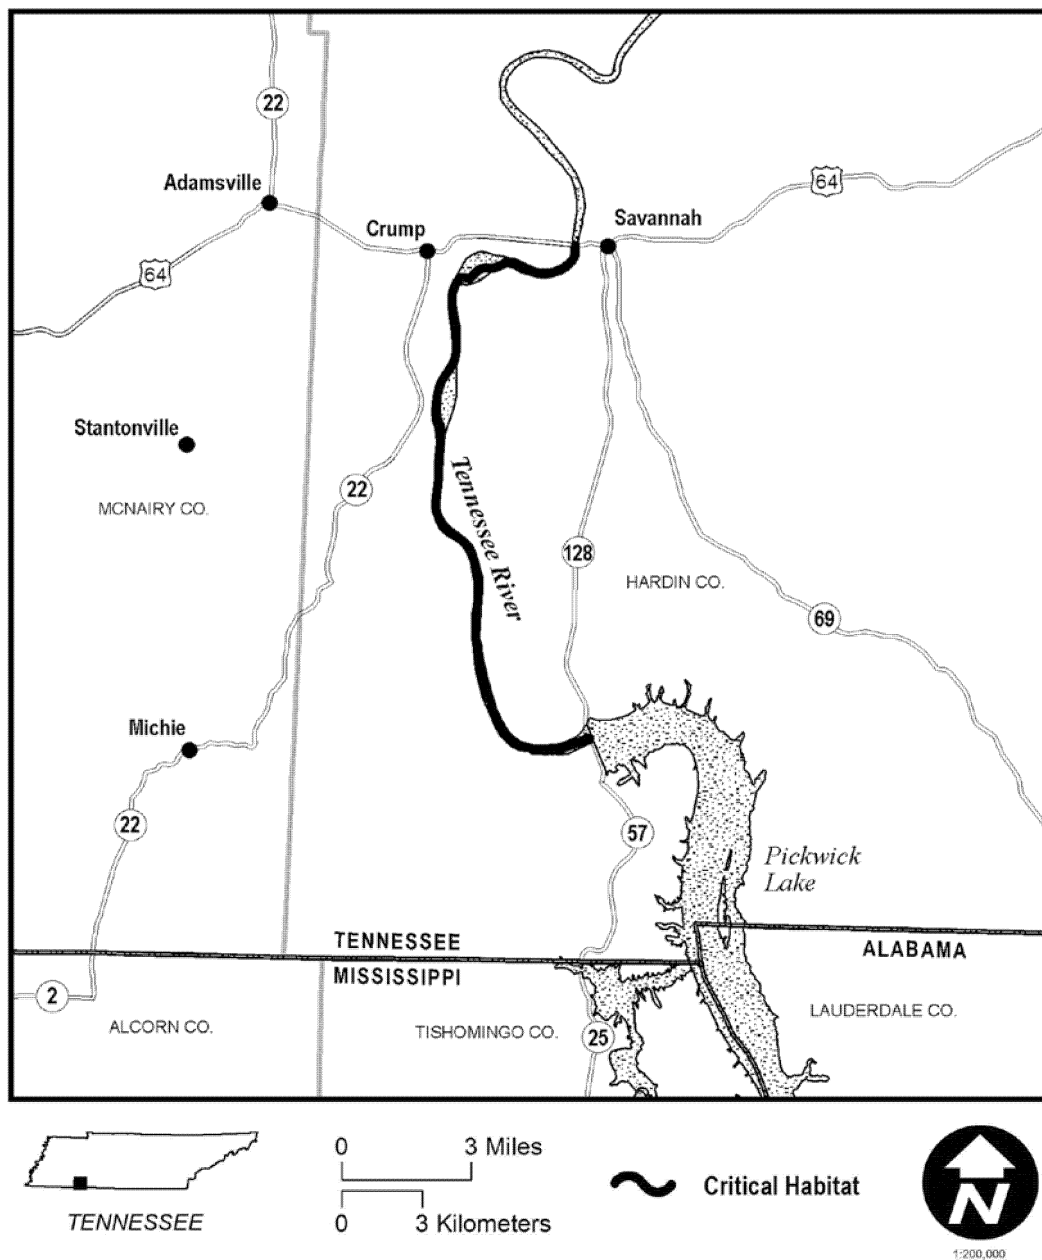 22
Adamsville
64
Savannah
Crump
64
Stantonville
22
MCNAIRY CO.
Tennessee River
128
HARDIN CO.
69
Michie
22
57
Pickwick
Lake
TENNESSEE
ALABAMA
MISSISSIPPI
2
ALCORN CO.
TISHOMINGO CO.
25
LAUDERDALE CO.
0 3 Miles
0 3 Kilometers
TENNESSEE
Critical Habitat
N
1:200,000